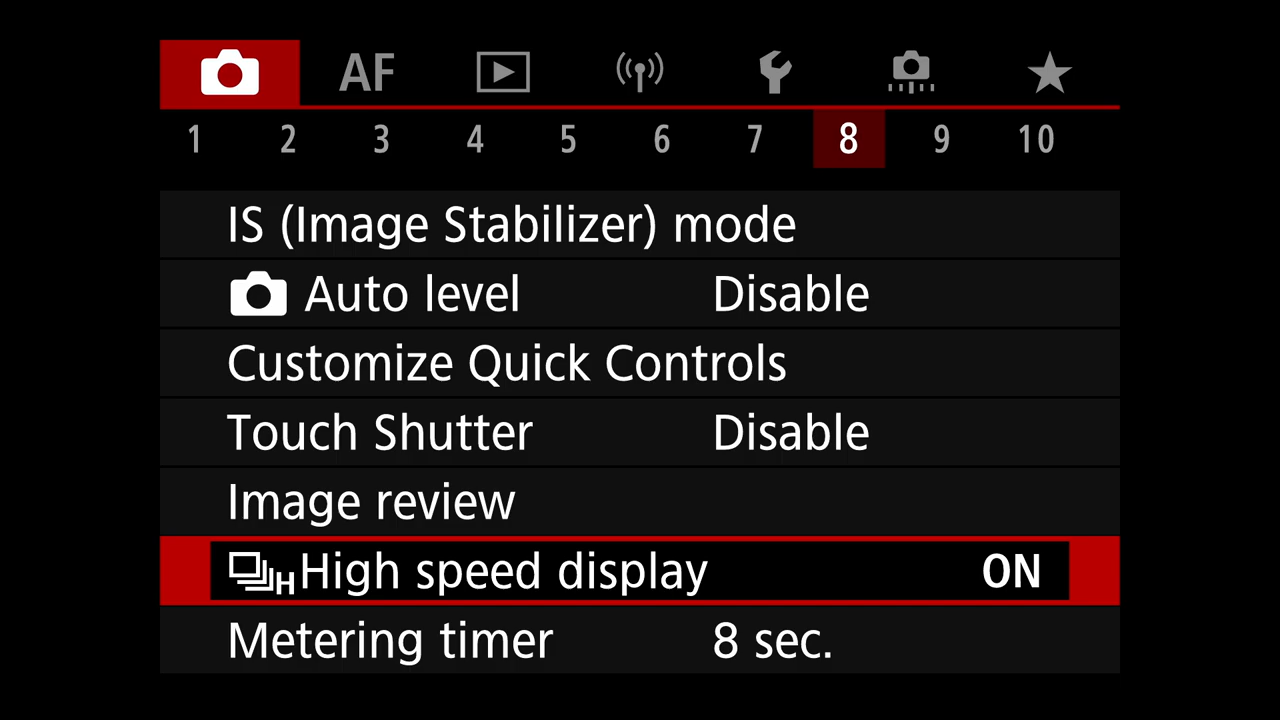 AF
1 2 3 4 5 6 7 8 9 10
IS (Image Stabilizer) mode
Auto level Disable
Customize Quick Controls
Touch Shutter Disable
Image review
H High speed display ON
Metering timer 8 sec.